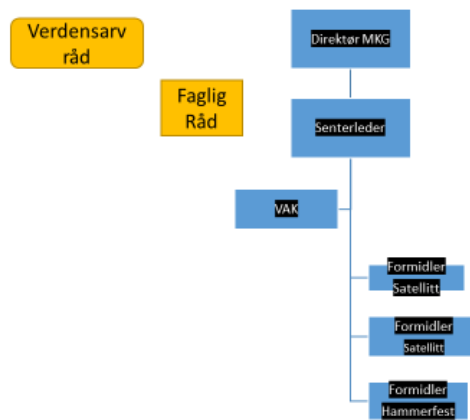 Verdensarv
råd
Direktør MKG
Faglig
Råd
Senterleder
VAK
Formidler
Satellitt
Formidler
Satellitt
Formidler
Hammerfest